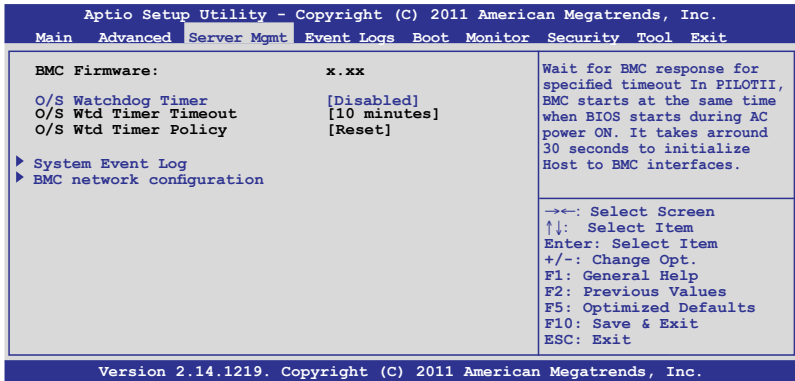 Aptio Setup Utility - Copyright (C) 2011 American Megatrends, Inc.
Main Advanced Server Mgmt Event Logs Boot Monitor Security Tool Exit
BMC Firmware: x.xx
O/S Watchdog Timer [Disabled]
O/S Wtd Timer Timeout [10 minutes]
O/S Wtd Timer Policy [Reset]
System Event Log
BMC network configuration
Wait for BMC response for
specified timeout In PILOTII,
BMC starts at the same time
when BIOS starts during AC
power ON. It takes arround
30 seconds to initialize
Host to BMC interfaces.
→←: Select Screen
↑↓: Select Item
Enter: Select Item
+/-: Change Opt.
F1: General Help
F2: Previous Values
F5: Optimized Defaults
F10: Save & Exit
ESC: Exit
Version 2.14.1219. Copyright (C) 2011 American Megatrends, Inc.